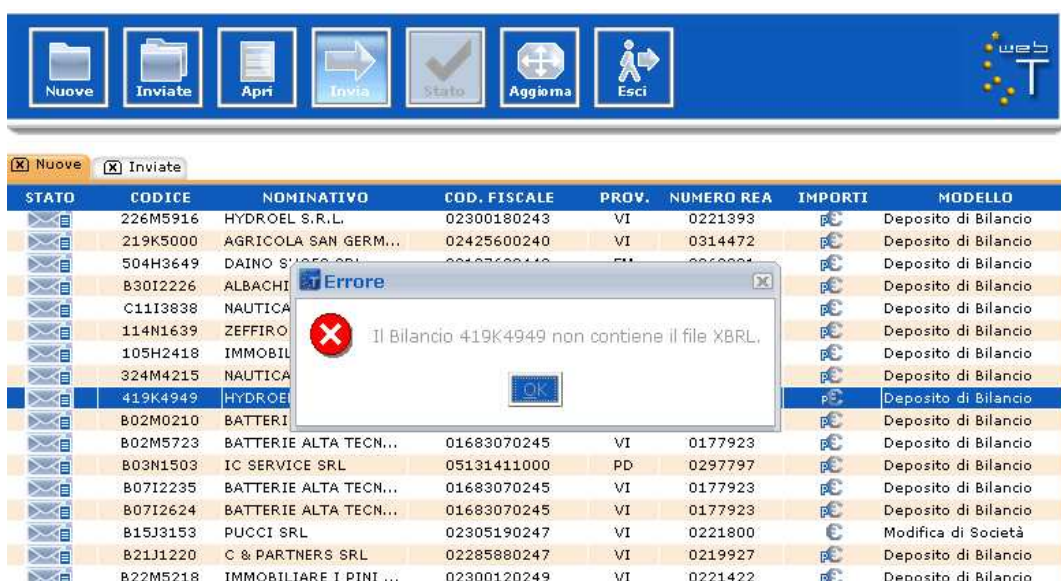 Nuove Inviate Apri Invia Stato Aggiorna Esci web T
Nuove Inviate
STATO CODICE NOMINATIVO COD. FISCALE PROV. NUMERO REA IMPORTI MODELLO
226M5916 HYDROEL S.R.L. 02300180243 VI 0221393 Deposito di Bilancio
219K5000 AGRICOLA SAN GERM... 02425600240 VI 0314472 Deposito di Bilancio
504H3649 DAINO Deposito di Bilancio
B30I2226 ALBACHI Deposito di Bilancio
C11I3838 NAUTICA Deposito di Bilancio
114N1639 ZEFFIRO Deposito di Bilancio
105H2418 IMMOBIL Deposito di Bilancio
324M4215 NAUTICA Deposito di Bilancio
419K4949 HYDROE Deposito di Bilancio
B02M0210 BATTERI Deposito di Bilancio
Errore
Il Bilancio 419K4949 non contiene il file XBRL.
OK
B02M5723 BATTERIE ALTA TECN... 01683070245 VI 0177923 Deposito di Bilancio
B03N1503 IC SERVICE SRL 05131411000 PD 0297797 Deposito di Bilancio
B07I2235 BATTERIE ALTA TECN... 01683070245 VI 0177923 Deposito di Bilancio
B07I2624 BATTERIE ALTA TECN... 01683070245 VI 0177923 Deposito di Bilancio
B15J3153 PUCCI SRL 02305190247 VI 0221800 Modifica di Società
B21J1220 C & PARTNERS SRL 02285880247 VI 0219927 Deposito di Bilancio
B22M5218 IMMOBILIARE I PINI ... 02300120249 VI 0221422 Deposito di Bilancio